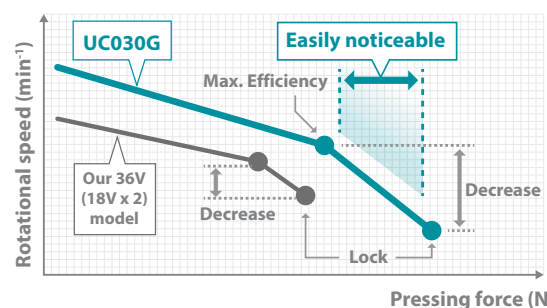 UC030G
Easily noticeable
Max. Efficiency
Rotational speed (min⁻¹)
Our 36V
(18V x 2)
model
Decrease
Decrease
Lock
Pressing force (N